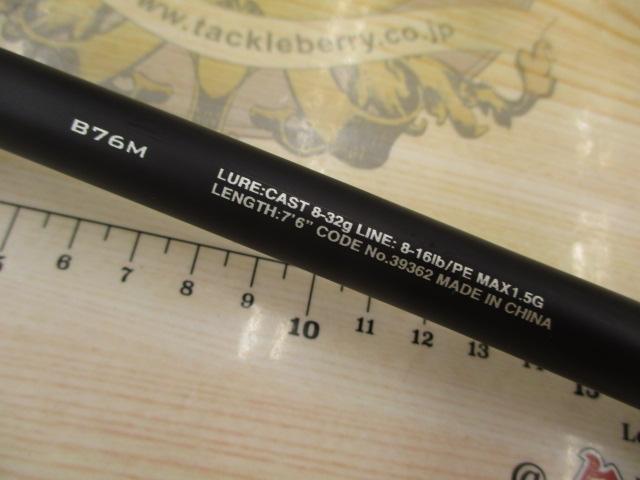 www.tackleberry.co.jp
B76M
LURE:CAST 8-32g LINE: 8-16lb/PE MAX1.5G
LENGTH:7'6" CODE No.39362 MADE IN CHINA
5 6 7 8 9 10 11 12 13 15
@